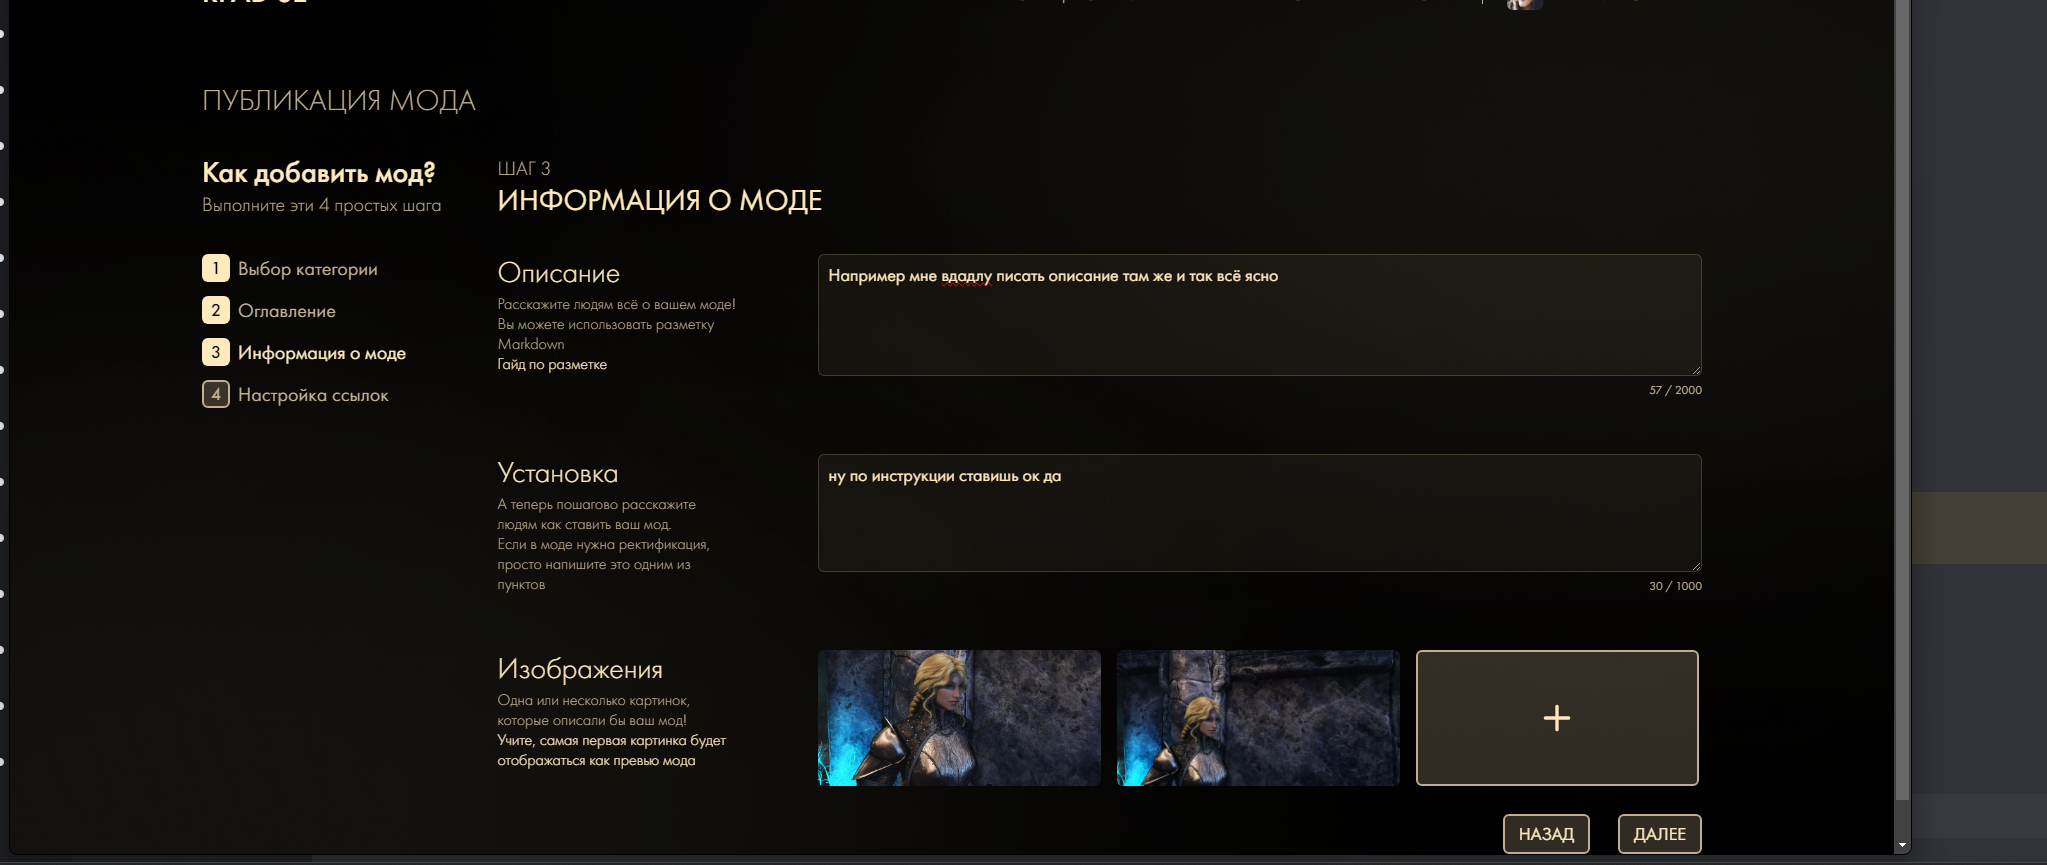 ПУБЛИКАЦИЯ МОДА
Как добавить мод?
Выполните эти 4 простых шага
1 Выбор категории
2 Оглавление
3 Информация о моде
4 Настройка ссылок
ШАГ 3
ИНФОРМАЦИЯ О МОДЕ
Описание
Расскажите людям всё о вашем моде!
Вы можете использовать разметку
Markdown
Гайд по разметке
Например мне вдадлу писать описание там же и так всё ясно
57 / 2000
Установка
А теперь пошагово расскажите
людям как ставить ваш мод.
Если в моде нужна ректификация,
просто напишите это одним из
пунктов
ну по инструкции ставишь ок да
30 / 1000
Изображения
Одна или несколько картинок,
которые описали бы ваш мод!
Учите, самая первая картинка будет
отображаться как превью мода
НАЗАД
ДАЛЕЕ